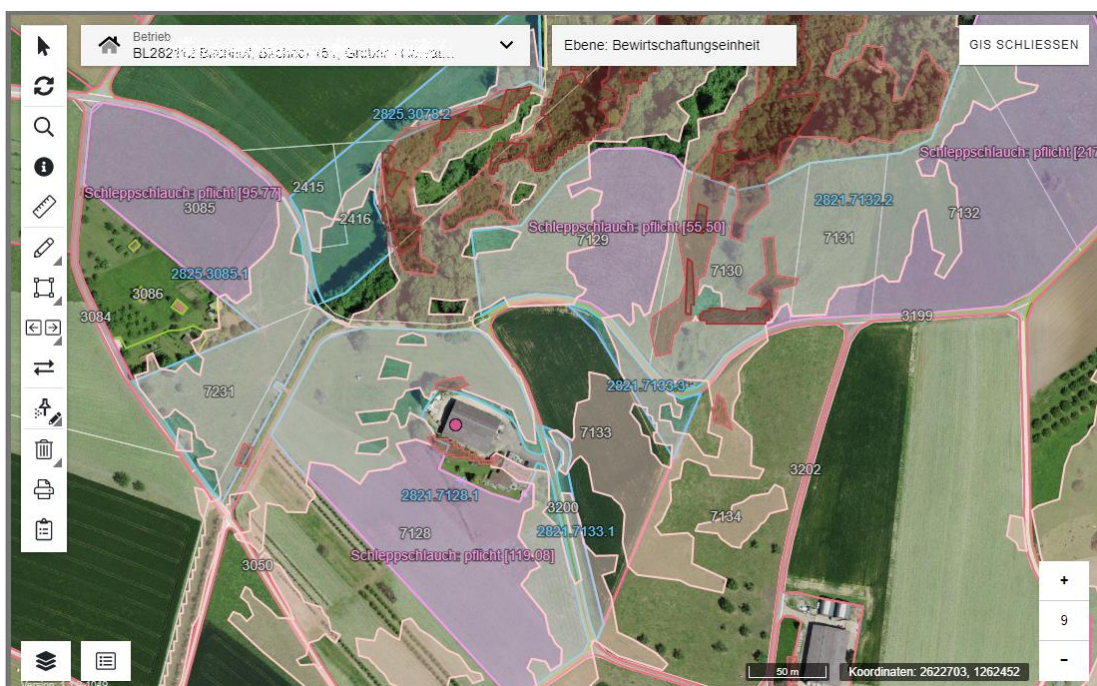 Betrieb
Ebene: Bewirtschaftungseinheit
GIS SCHLIESSEN
2825.3078.2
Schleppschlauch: pflicht [217
Schleppschlauch: pflicht [95.77]
2415
3085
2416
2821.7132.2
7132
Schleppschlauch: pflicht [55.50]
7129
7131
2825.3085.1
7130
3086
3084
3199
2821.7133.3
7231
7133
3202
2821.7128.1
3200
7134
7128
2821.7133.1
Schleppschlauch: pflicht [119.08]
3050
+
9
-
50 m
Koordinaten: 2622703, 1262452